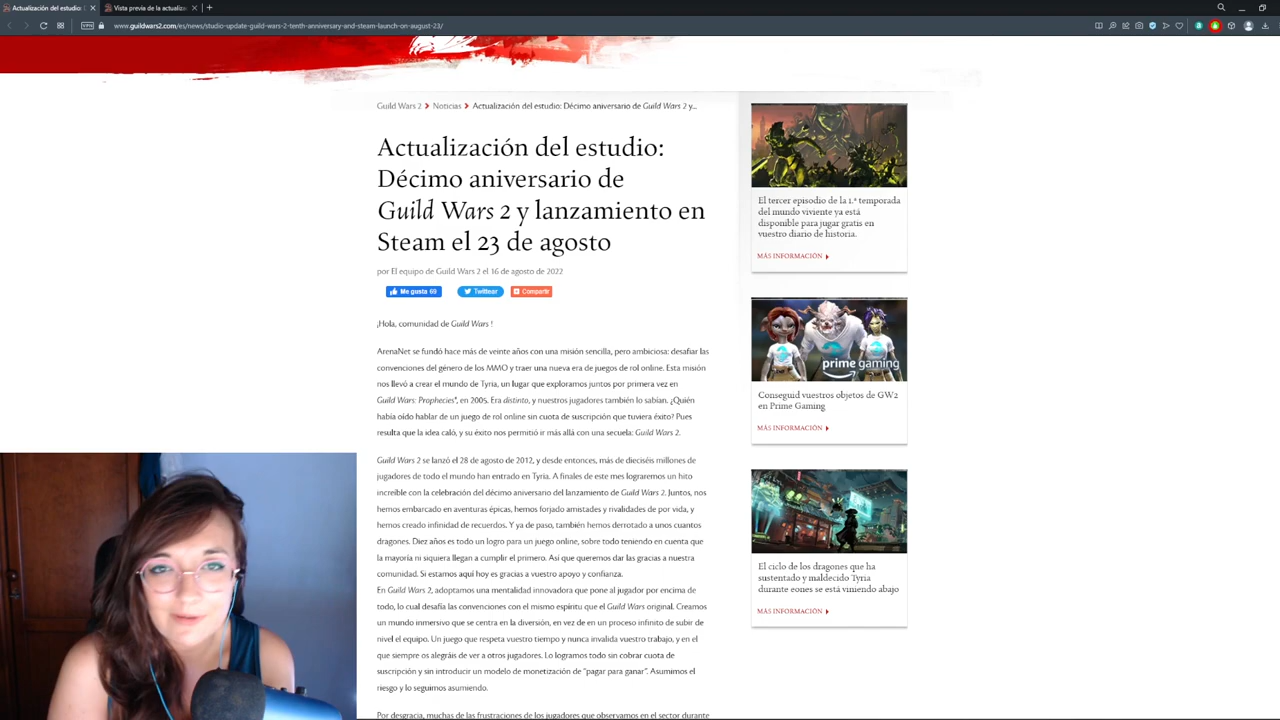 Actualización del estudio:
Vista previa de la actualiza
VPN
www.guildwars2.com/es/news/studio-update-guild-wars-2-tenth-anniversary-and-steam-launch-on-august-23/
Guild Wars 2 > Noticias > Actualización del estudio: Décimo aniversario de Guild Wars 2 y...
Actualización del estudio:
Décimo aniversario de
Guild Wars 2 y lanzamiento en
Steam el 23 de agosto
por El equipo de Guild Wars 2 el 16 de agosto de 2022
Me gusta 69
Twittear
Compartir
¡Hola, comunidad de Guild Wars !
ArenaNet se fundó hace más de veinte años con una misión sencilla, pero ambiciosa: desafiar las
convenciones del género de los MMO y traer una nueva era de juegos de rol online. Esta misión
nos llevó a crear el mundo de Tyria, un lugar que exploramos juntos por primera vez en
Guild Wars: Prophecies®, en 2005. Era distinto, y nuestros jugadores también lo sabían. ¿Quién
había oído hablar de un juego de rol online sin cuota de suscripción que tuviera éxito? Pues
resulta que la idea caló, y su éxito nos permitió ir más allá con una secuela: Guild Wars 2.
Guild Wars 2 se lanzó el 28 de agosto de 2012, y desde entonces, más de dieciséis millones de
jugadores de todo el mundo han entrado en Tyria. A finales de este mes lograremos un hito
increíble con la celebración del décimo aniversario del lanzamiento de Guild Wars 2. Juntos, nos
hemos embarcado en aventuras épicas, hemos forjado amistades y rivalidades de por vida, y
hemos creado infinidad de recuerdos. Y ya de paso, también hemos derrotado a unos cuantos
dragones. Diez años es todo un logro para un juego online, sobre todo teniendo en cuenta que
la mayoría ni siquiera llegan a cumplir el primero. Así que queremos dar las gracias a nuestra
comunidad. Si estamos aquí hoy es gracias a vuestro apoyo y confianza.
En Guild Wars 2, adoptamos una mentalidad innovadora que pone al jugador por encima de
todo, lo cual desafía las convenciones con el mismo espíritu que el Guild Wars original. Creamos
un mundo inmersivo que se centra en la diversión, en vez de en un proceso infinito de subir de
nivel el equipo. Un juego que respeta vuestro tiempo y nunca invalida vuestro trabajo, y en el
que siempre os alegráis de ver a otros jugadores. Lo logramos todo sin cobrar cuota de
suscripción y sin introducir un modelo de monetización de “pagar para ganar”. Asumimos el
riesgo y lo seguimos asumiendo.
Por desgracia, muchas de las frustraciones de los jugadores que observamos en el sector durante
El tercer episodio de la 1.ª temporada
del mundo viviente ya está
disponible para jugar gratis en
vuestro diario de historia.
MÁS INFORMACIÓN
prime gaming
Conseguid vuestros objetos de GW2
en Prime Gaming
MÁS INFORMACIÓN
El ciclo de los dragones que ha
sustentado y maldecido Tyria
durante eones se está viniendo abajo
MÁS INFORMACIÓN